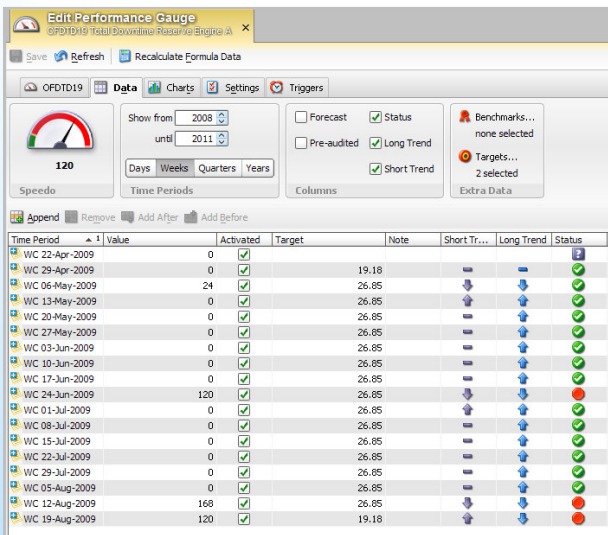 Edit Performance Gauge
OFDTD19 Total Downtime Reserve Engine A
Save Refresh Recalculate Formula Data
OFDTD19 Data Charts Settings Triggers
Show from 2008
until 2011
Days Weeks Quarters Years
120
Speedo
Time Periods
Forecast Status
Pre-audited Long Trend
Short Trend
Columns
Benchmarks...
none selected
Targets...
2 selected
Extra Data
Append Remove Add After Add Before
Time Period 1 Value Activated Target Note Short Tr... Long Trend Status
WC 22-Apr-2009 0
WC 29-Apr-2009 0 19.18
WC 06-May-2009 24 26.85
WC 13-May-2009 0 26.85
WC 20-May-2009 0 26.85
WC 27-May-2009 0 26.85
WC 03-Jun-2009 0 26.85
WC 10-Jun-2009 0 26.85
WC 17-Jun-2009 0 26.85
WC 24-Jun-2009 120 26.85
WC 01-Jul-2009 0 26.85
WC 08-Jul-2009 0 26.85
WC 15-Jul-2009 0 26.85
WC 22-Jul-2009 0 26.85
WC 29-Jul-2009 0 26.85
WC 05-Aug-2009 0 26.85
WC 12-Aug-2009 168 26.85
WC 19-Aug-2009 120 19.18